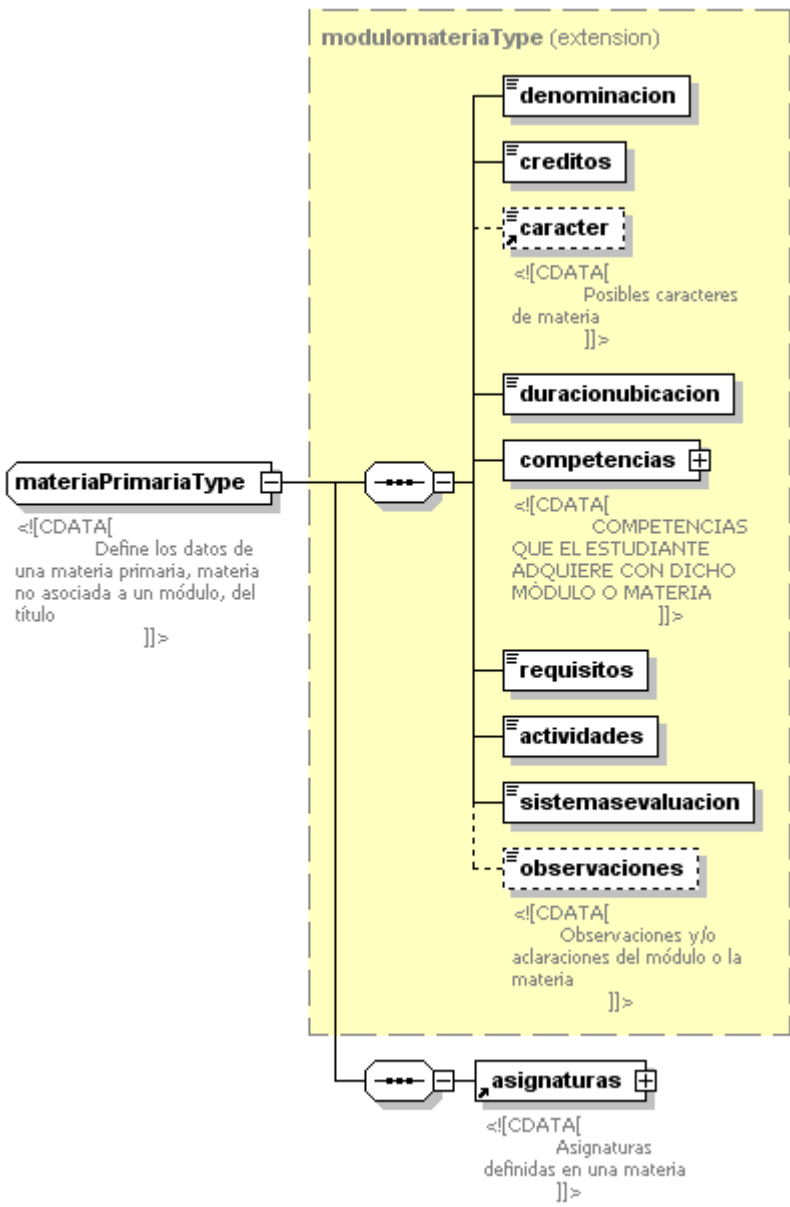 modulomateriaType (extension)
denominacion
creditos
caracter
<![CDATA[
Posibles caracteres
de materia
]]>
duracionubicacion
competencias
<![CDATA[
COMPETENCIAS
QUE EL ESTUDIANTE
ADQUIERE CON DICHO
MÓDULO O MATERIA
]]>
materiaPrimariaType
<![CDATA[
Define los datos de
una materia primaria, materia
no asociada a un módulo, del
título
]]>
requisitos
actividades
sistemasevaluacion
observaciones
<![CDATA[
Observaciones y/o
aclaraciones del módulo o la
materia
]]>
asignaturas
<![CDATA[
Asignaturas
definidas en una materia
]]>